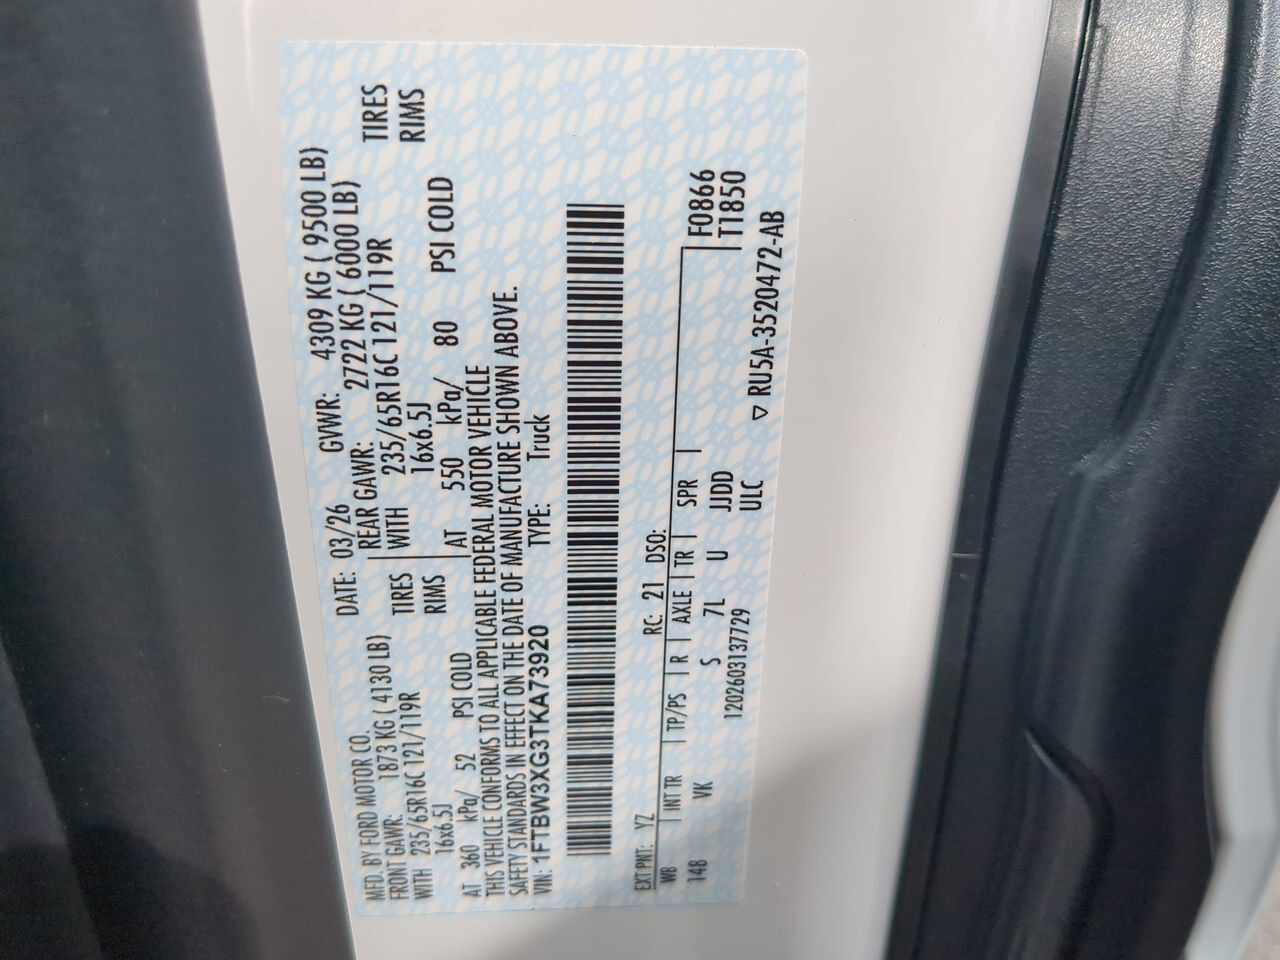 MFD. BY FORD MOTOR CO.
DATE: 03/26 GVWR: 4309 KG ( 9500 LB)
FRONT GAWR: 1873 KG ( 4130 LB) REAR GAWR: 2722 KG ( 6000 LB)
WITH 235/65R16C 121/119R TIRES WITH 235/65R16C 121/119R TIRES
16x6.5J RIMS 16x6.5J RIMS
AT 360 kPa/ 52 PSI COLD AT 550 kPa/ 80 PSI COLD
THIS VEHICLE CONFORMS TO ALL APPLICABLE FEDERAL MOTOR VEHICLE
SAFETY STANDARDS IN EFFECT ON THE DATE OF MANUFACTURE SHOWN ABOVE.
VIN: 1FTBW3XG3TKA73920 TYPE: Truck
EXT PNT: YZ RC: 21 DSO:
WB INT TR TP/PS R AXLE TR SPR F0866
148 VK S 7L U JJDD T1850
1202603137729 ULC
▽ RU5A-3520472-AB